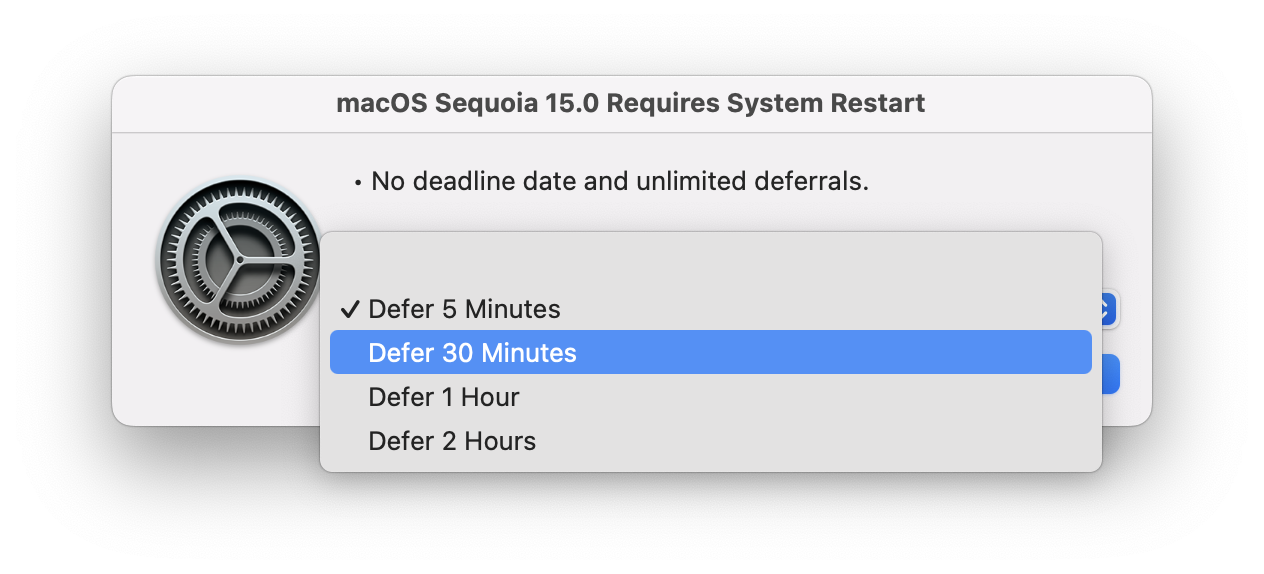 macOS Sequoia 15.0 Requires System Restart
• No deadline date and unlimited deferrals.
✓ Defer 5 Minutes
Defer 30 Minutes
Defer 1 Hour
Defer 2 Hours